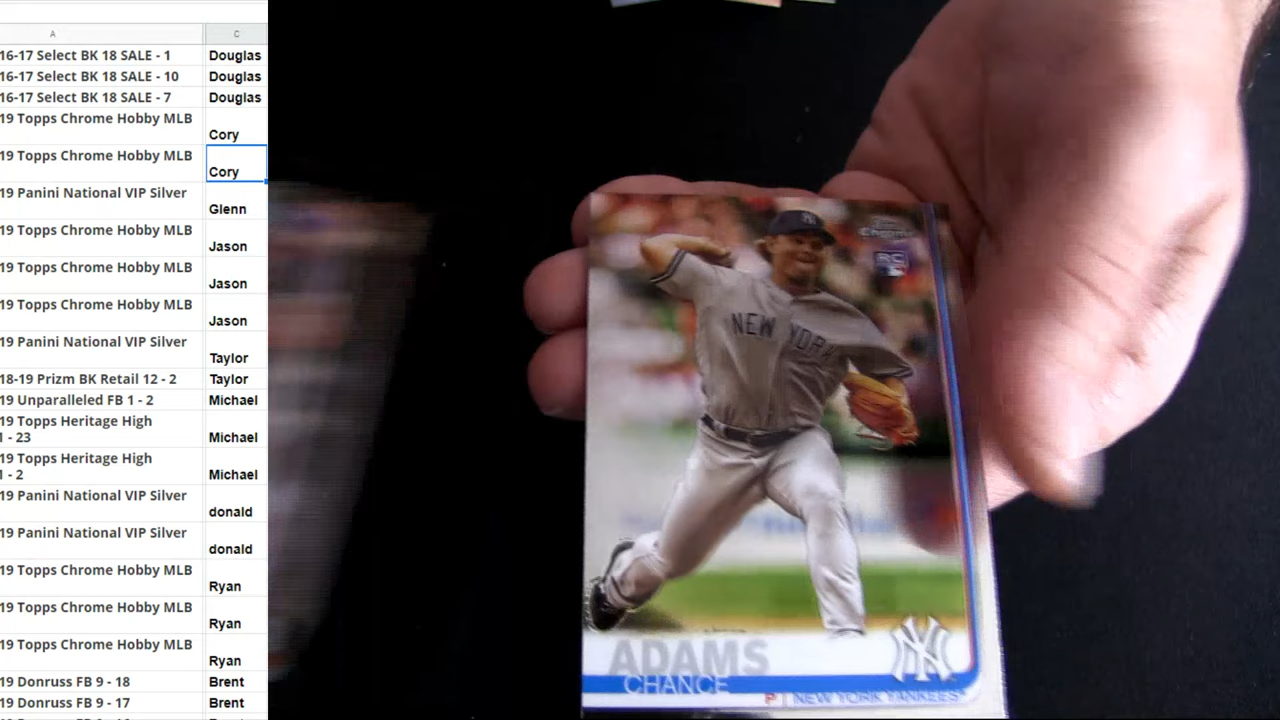 A
C
16-17 Select BK 18 SALE - 1 Douglas
16-17 Select BK 18 SALE - 10 Douglas
16-17 Select BK 18 SALE - 7 Douglas
19 Topps Chrome Hobby MLB
Cory
19 Topps Chrome Hobby MLB
Cory
19 Panini National VIP Silver
Glenn
19 Topps Chrome Hobby MLB
Jason
19 Topps Chrome Hobby MLB
Jason
19 Topps Chrome Hobby MLB
Jason
19 Panini National VIP Silver
Taylor
18-19 Prizm BK Retail 12 - 2 Taylor
19 Unparalleled FB 1 - 2 Michael
19 Topps Heritage High
1 - 23 Michael
19 Topps Heritage High
1 - 2 Michael
19 Panini National VIP Silver
donald
19 Panini National VIP Silver
donald
19 Topps Chrome Hobby MLB
Ryan
19 Topps Chrome Hobby MLB
Ryan
19 Topps Chrome Hobby MLB
Ryan
19 Donruss FB 9 - 18 Brent
19 Donruss FB 9 - 17 Brent
NY
chrome
RC
NEW YORK
ADAMS
CHANCE
NY
P NEW YORK YANKEES